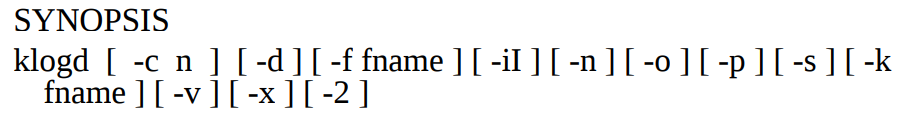 SYNOPSIS
klogd [ -c n ] [ -d ] [ -f fname ] [ -iI ] [ -n ] [ -o ] [ -p ] [ -s ] [ -k
fname ] [ -v ] [ -x ] [ -2 ]